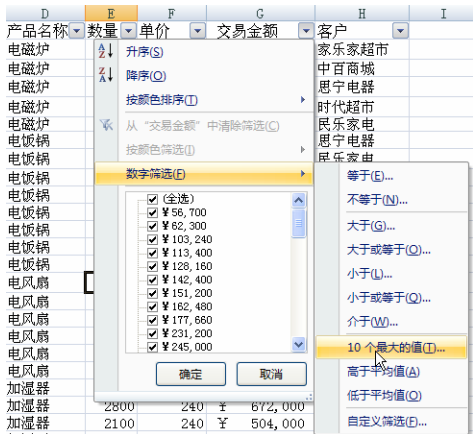 D E F G H I
产品名称 数量 单价 交易金额 客户
电磁炉 家乐家超市
电磁炉 中百商城
电磁炉 思宁电器
电磁炉 时代超市
电磁炉 民乐家电
电饭锅 思宁电器
电饭锅 民乐家电
电饭锅
电饭锅
电饭锅
电饭锅
电饭锅
电饭锅
电风扇
电风扇
电风扇
电风扇
电风扇
电风扇
加湿器
加湿器 2800 240 ¥ 672,000
加湿器 2100 240 ¥ 504,000
升序(S)
降序(O)
按颜色排序(T)
从“交易金额”中清除筛选(C)
按颜色筛选(I)
数字筛选(F)
(全选)
¥56,700
¥62,300
¥103,240
¥113,400
¥128,160
¥142,400
¥151,200
¥162,480
¥177,660
¥231,200
¥245,000
确定 取消
等于(E)...
不等于(N)...
大于(G)...
大于或等于(O)...
小于(L)...
小于或等于(Q)...
介于(W)...
10 个最大的值(T)...
高于平均值(A)
低于平均值(O)
自定义筛选(F)...